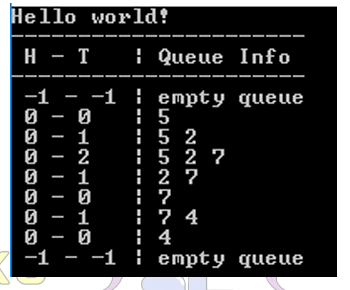 Hello world!
------------------------------
H - T ¦ Queue Info
------------------------------
-1 - -1 ¦ empty queue
0 - 0 ¦ 5
0 - 1 ¦ 5 2
0 - 2 ¦ 5 2 7
0 - 1 ¦ 2 7
0 - 0 ¦ 7
0 - 1 ¦ 7 4
0 - 0 ¦ 4
-1 - -1 ¦ empty queue